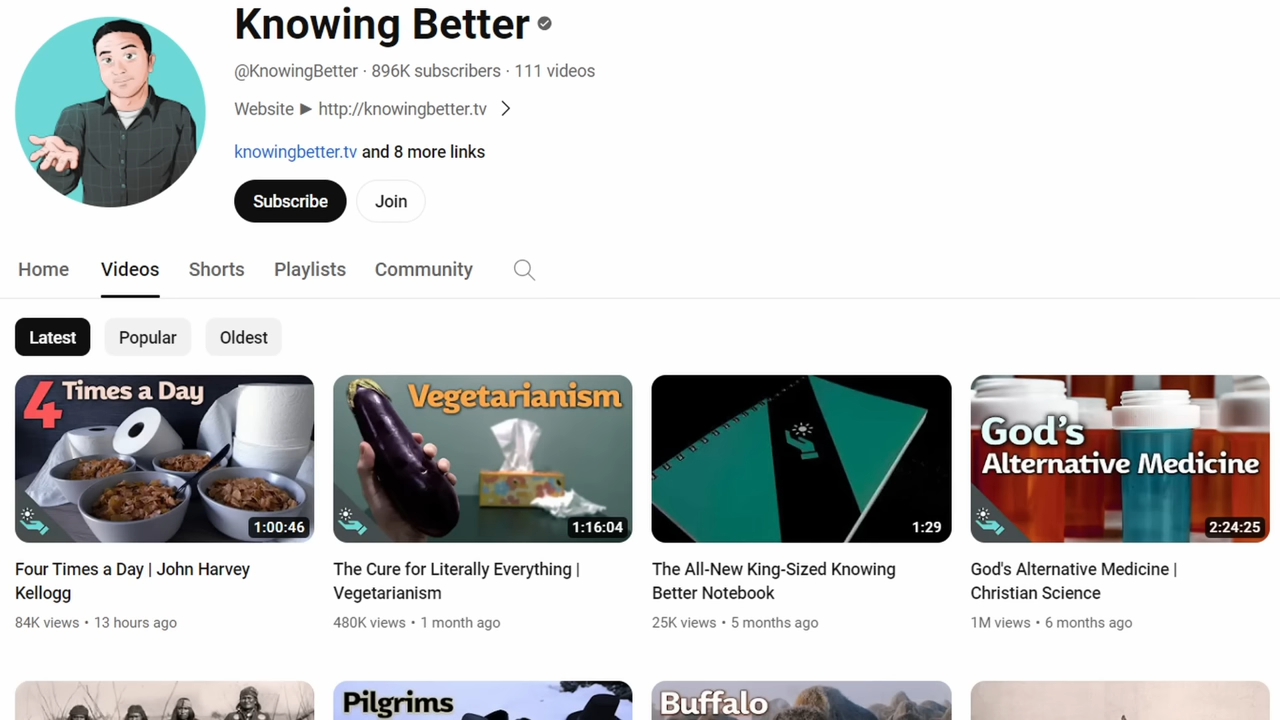 Knowing Better
@KnowingBetter · 896K subscribers · 111 videos
Website ► http://knowingbetter.tv
knowingbetter.tv and 8 more links
Subscribe Join
Home Videos Shorts Playlists Community
Latest Popular Oldest
4 Times a Day
1:00:46
Vegetarianism
1:16:04
1:29
God's
Alternative Medicine
2:24:25
Four Times a Day | John Harvey
Kellogg
84K views • 13 hours ago
The Cure for Literally Everything |
Vegetarianism
480K views • 1 month ago
The All-New King-Sized Knowing
Better Notebook
25K views • 5 months ago
God's Alternative Medicine |
Christian Science
1M views • 6 months ago
Pilgrims
Buffalo